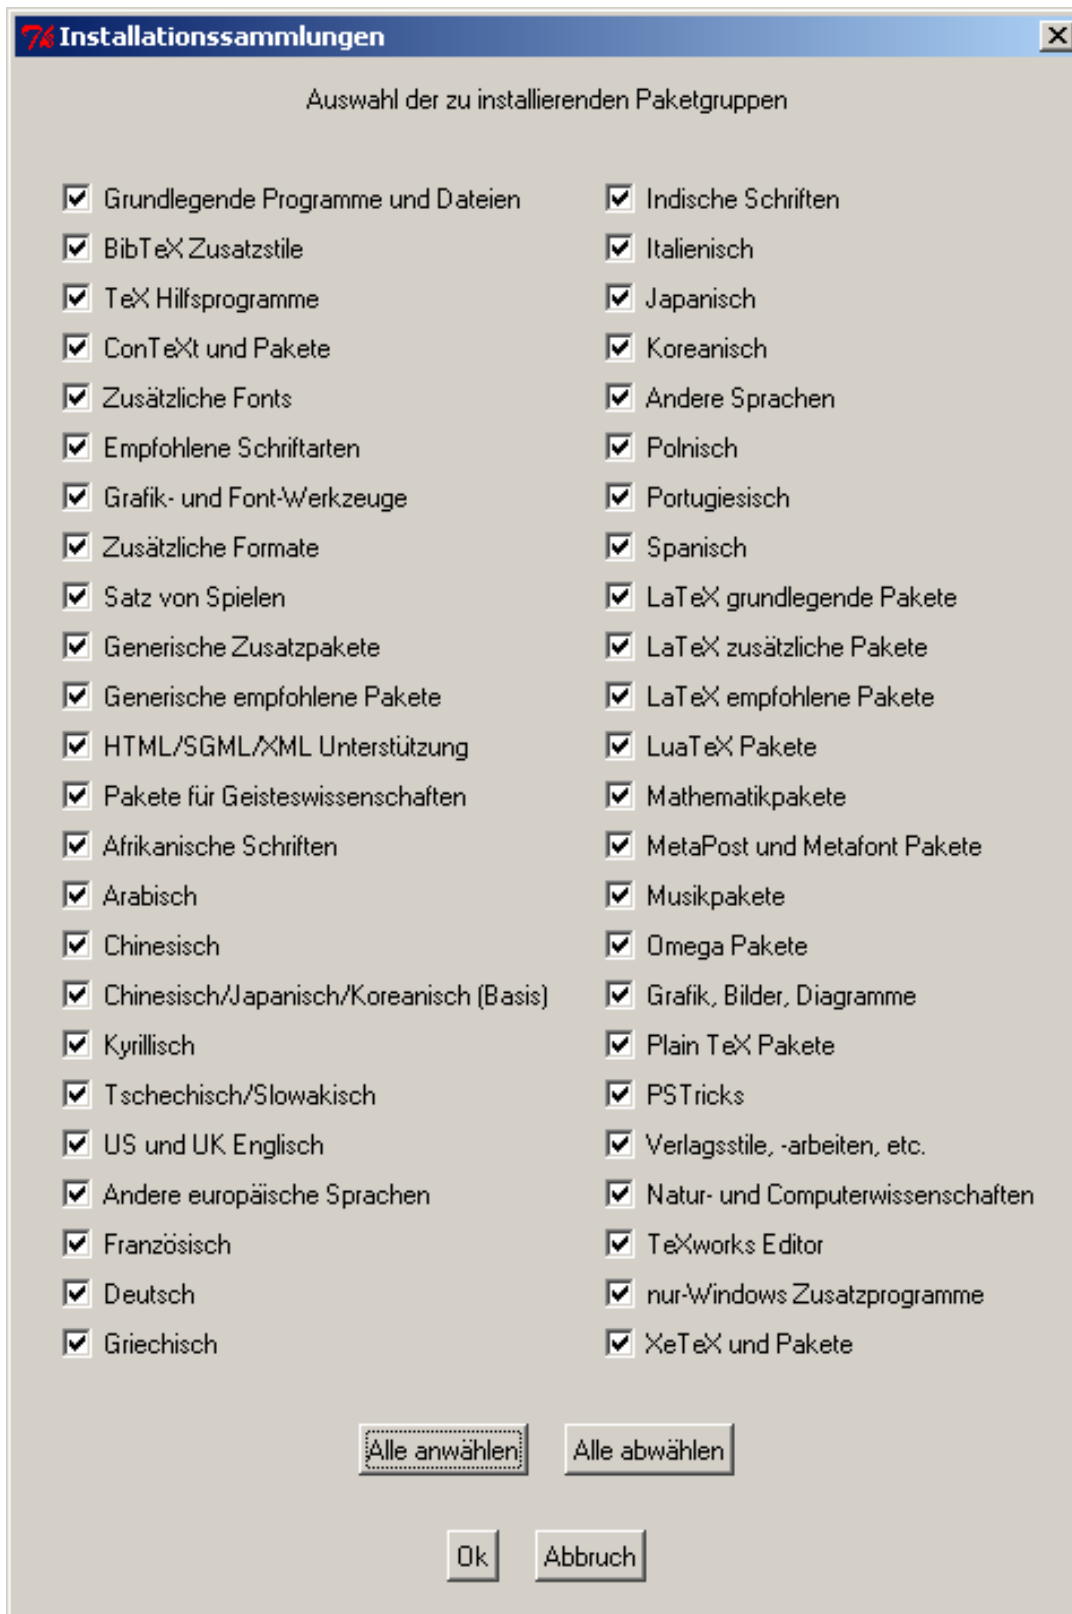 Installationssammlungen
Auswahl der zu installierenden Paketgruppen
Grundlegende Programme und Dateien
BibTeX Zusatzstile
TeX Hilfsprogramme
ConTeXt und Pakete
Zusätzliche Fonts
Empfohlene Schriftarten
Grafik- und Font-Werkzeuge
Zusätzliche Formate
Satz von Spielen
Generische Zusatzpakete
Generische empfohlene Pakete
HTML/SGML/XML Unterstützung
Pakete für Geisteswissenschaften
Afrikanische Schriften
Arabisch
Chinesisch
Chinesisch/Japanisch/Koreanisch (Basis)
Kyrillisch
Tschechisch/Slowakisch
US und UK Englisch
Andere europäische Sprachen
Französisch
Deutsch
Griechisch
Indische Schriften
Italienisch
Japanisch
Koreanisch
Andere Sprachen
Polnisch
Portugiesisch
Spanisch
LaTeX grundlegende Pakete
LaTeX zusätzliche Pakete
LaTeX empfohlene Pakete
LuaTeX Pakete
Mathematikpakete
MetaPost und Metafont Pakete
Musikpakete
Omega Pakete
Grafik, Bilder, Diagramme
Plain TeX Pakete
PSTricks
Verlagsstile, -arbeiten, etc.
Natur- und Computerwissenschaften
TeXworks Editor
nur-Windows Zusatzprogramme
XeTeX und Pakete
Alle anwählen
Alle abwählen
Ok
Abbruch